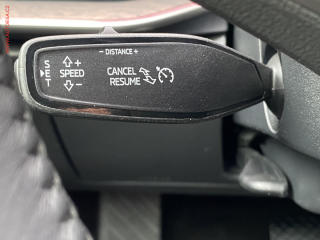 - DISTANCE +
SET
+
SPEED
-
CANCEL
RESUME